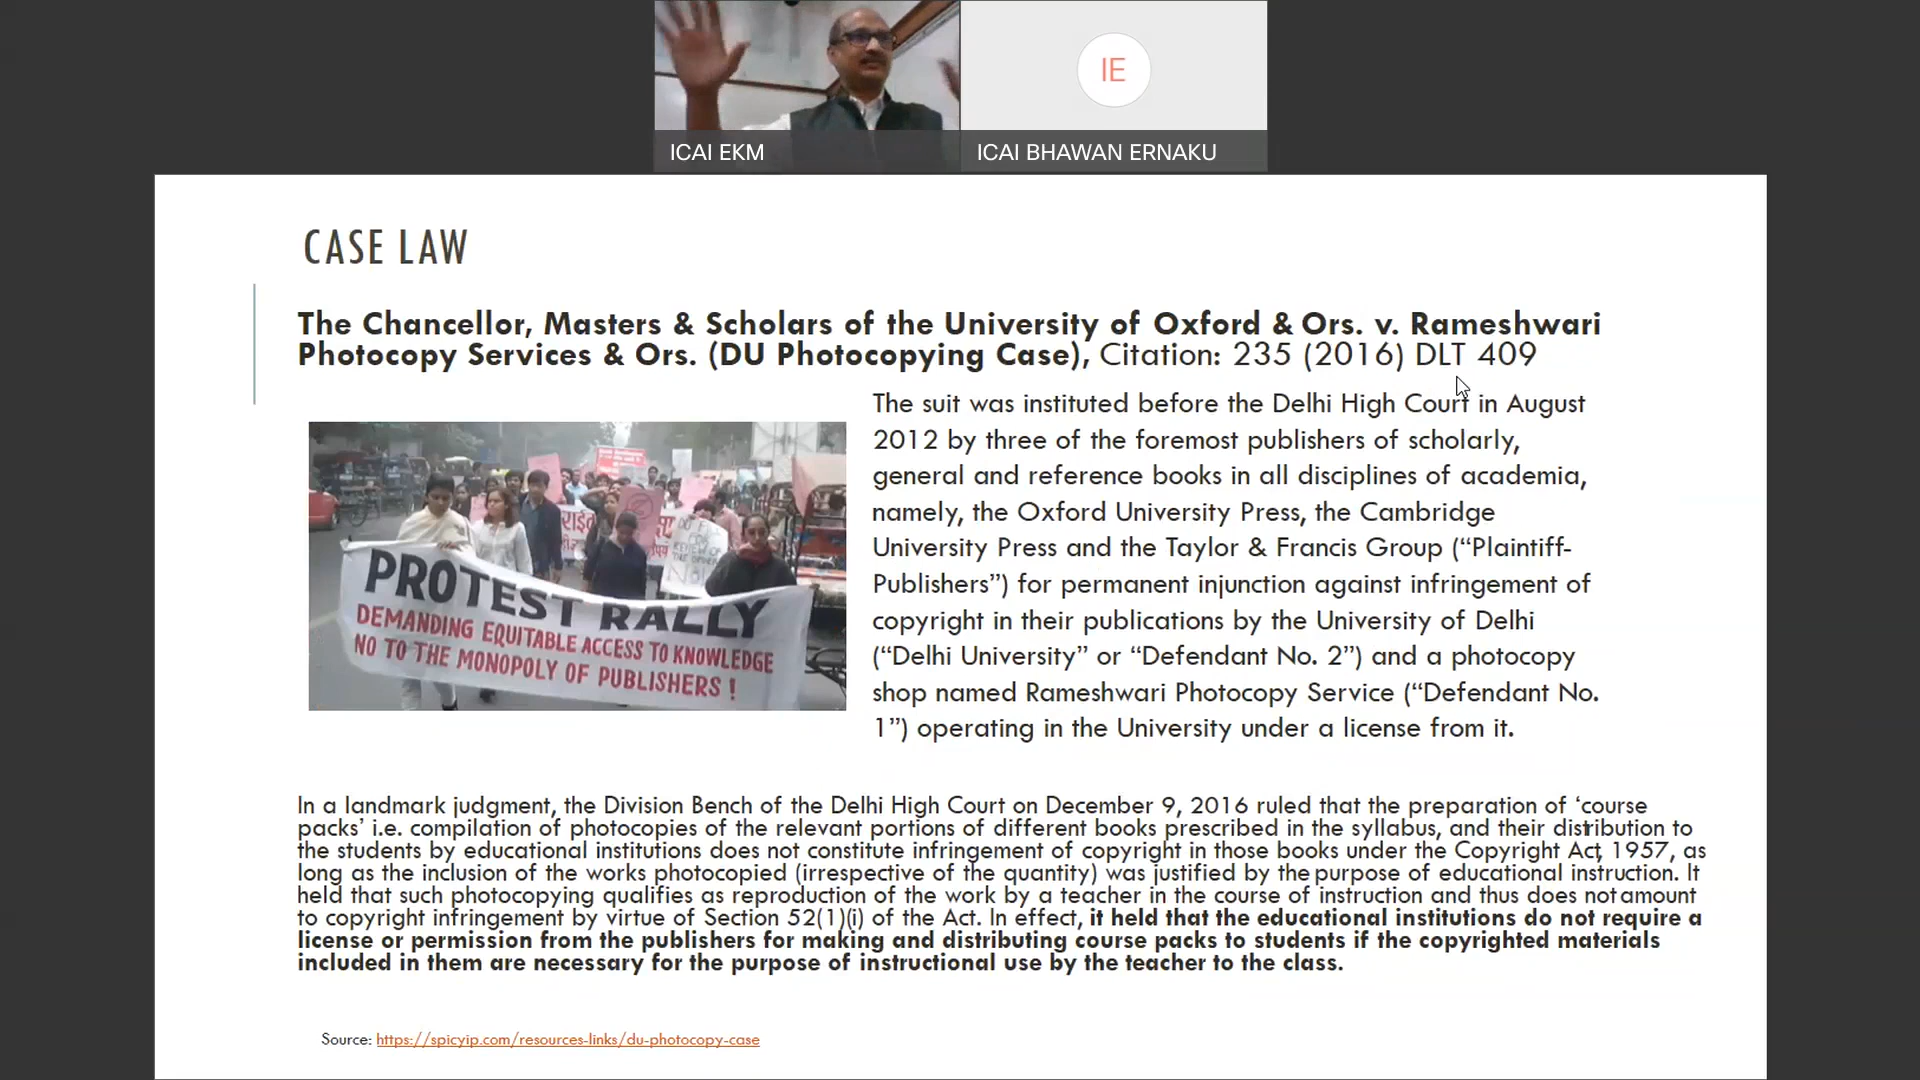 IE
ICAI EKM
ICAI BHAWAN ERNAKU
CASE LAW
The Chancellor, Masters & Scholars of the University of Oxford & Ors. v. Rameshwari
Photocopy Services & Ors. (DU Photocopying Case), Citation: 235 (2016) DLT 409
The suit was instituted before the Delhi High Court in August
2012 by three of the foremost publishers of scholarly,
general and reference books in all disciplines of academia,
namely, the Oxford University Press, the Cambridge
University Press and the Taylor & Francis Group (“Plaintiff-
Publishers”) for permanent injunction against infringement of
copyright in their publications by the University of Delhi
(“Delhi University” or “Defendant No. 2”) and a photocopy
shop named Rameshwari Photocopy Service (“Defendant No.
1”) operating in the University under a license from it.
PROTEST RALLY
DEMANDING EQUITABLE ACCESS TO KNOWLEDGE
NO TO THE MONOPOLY OF PUBLISHERS !
In a landmark judgment, the Division Bench of the Delhi High Court on December 9, 2016 ruled that the preparation of ‘course
packs’ i.e. compilation of photocopies of the relevant portions of different books prescribed in the syllabus, and their distribution to
the students by educational institutions does not constitute infringement of copyright in those books under the Copyright Act, 1957, as
long as the inclusion of the works photocopied (irrespective of the quantity) was justified by the purpose of educational instruction. It
held that such photocopying qualifies as reproduction of the work by a teacher in the course of instruction and thus does not amount
to copyright infringement by virtue of Section 52(1)(i) of the Act. In effect, it held that the educational institutions do not require a
license or permission from the publishers for making and distributing course packs to students if the copyrighted materials
included in them are necessary for the purpose of instructional use by the teacher to the class.
Source: https://spicyip.com/resources-links/du-photocopy-case